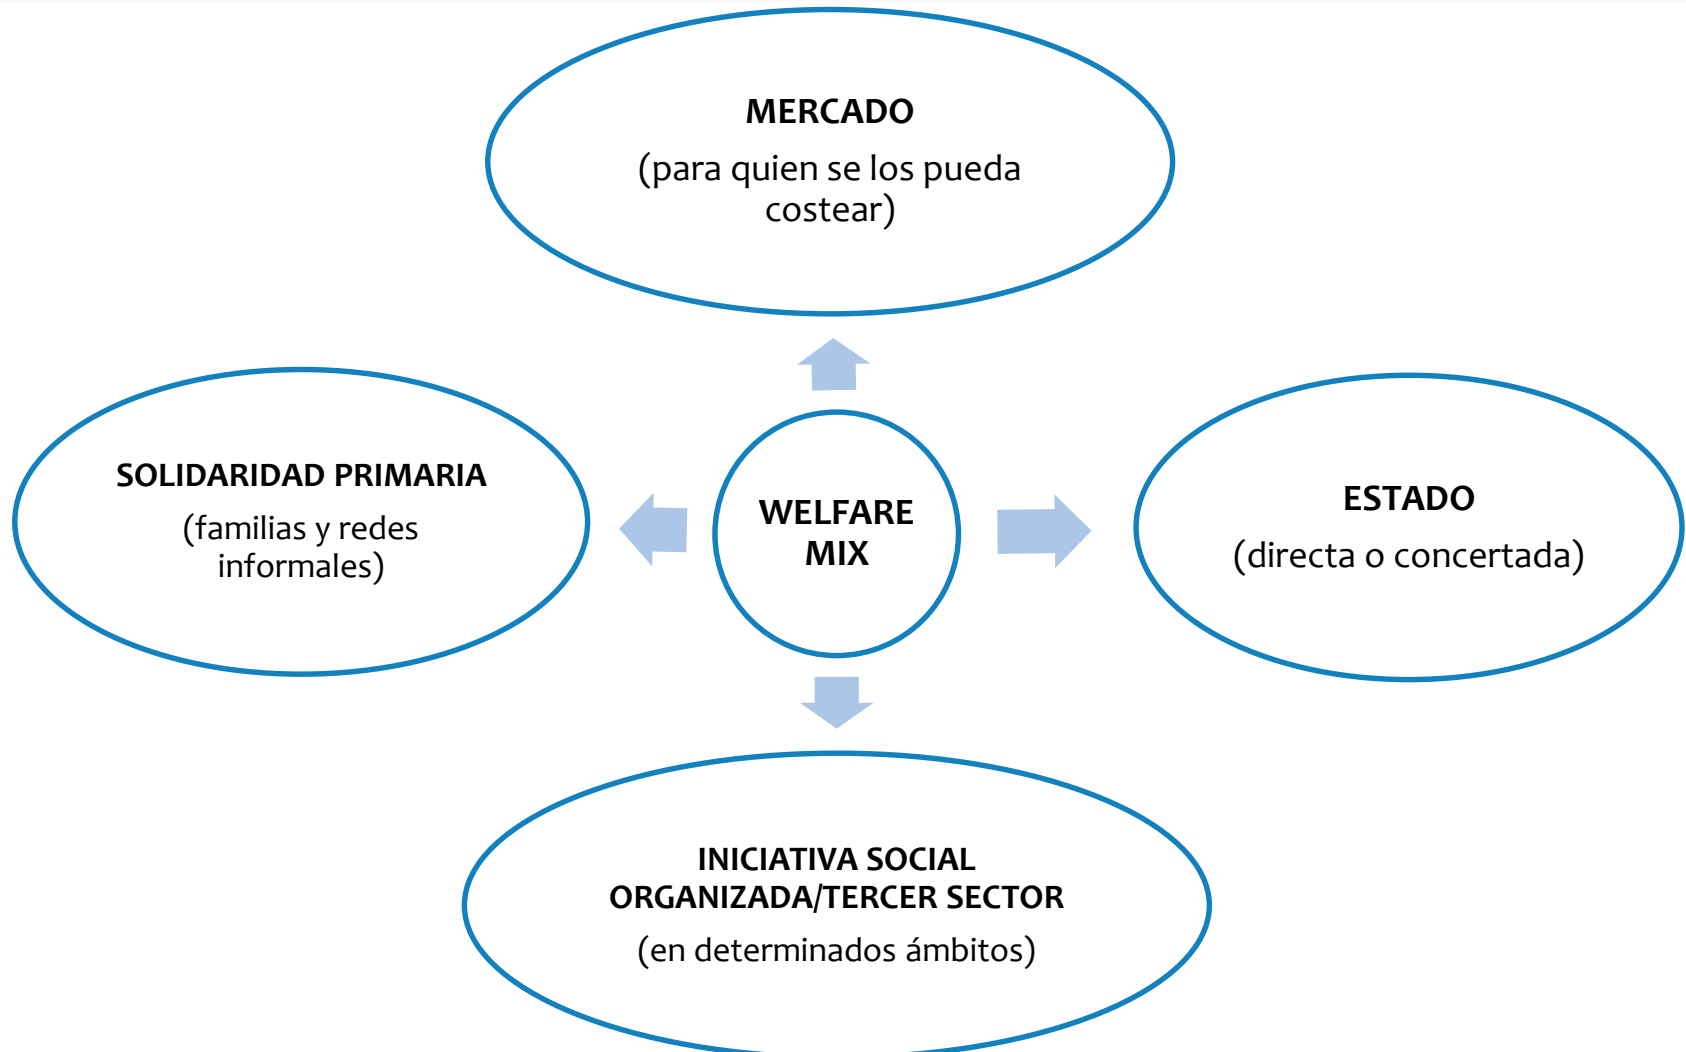 MERCADO
(para quien se los pueda
costear)
SOLIDARIDAD PRIMARIA
(familias y redes
informales)
WELFARE
MIX
ESTADO
(directa o concertada)
INICIATIVA SOCIAL
ORGANIZADA/TERCER SECTOR
(en determinados ámbitos)